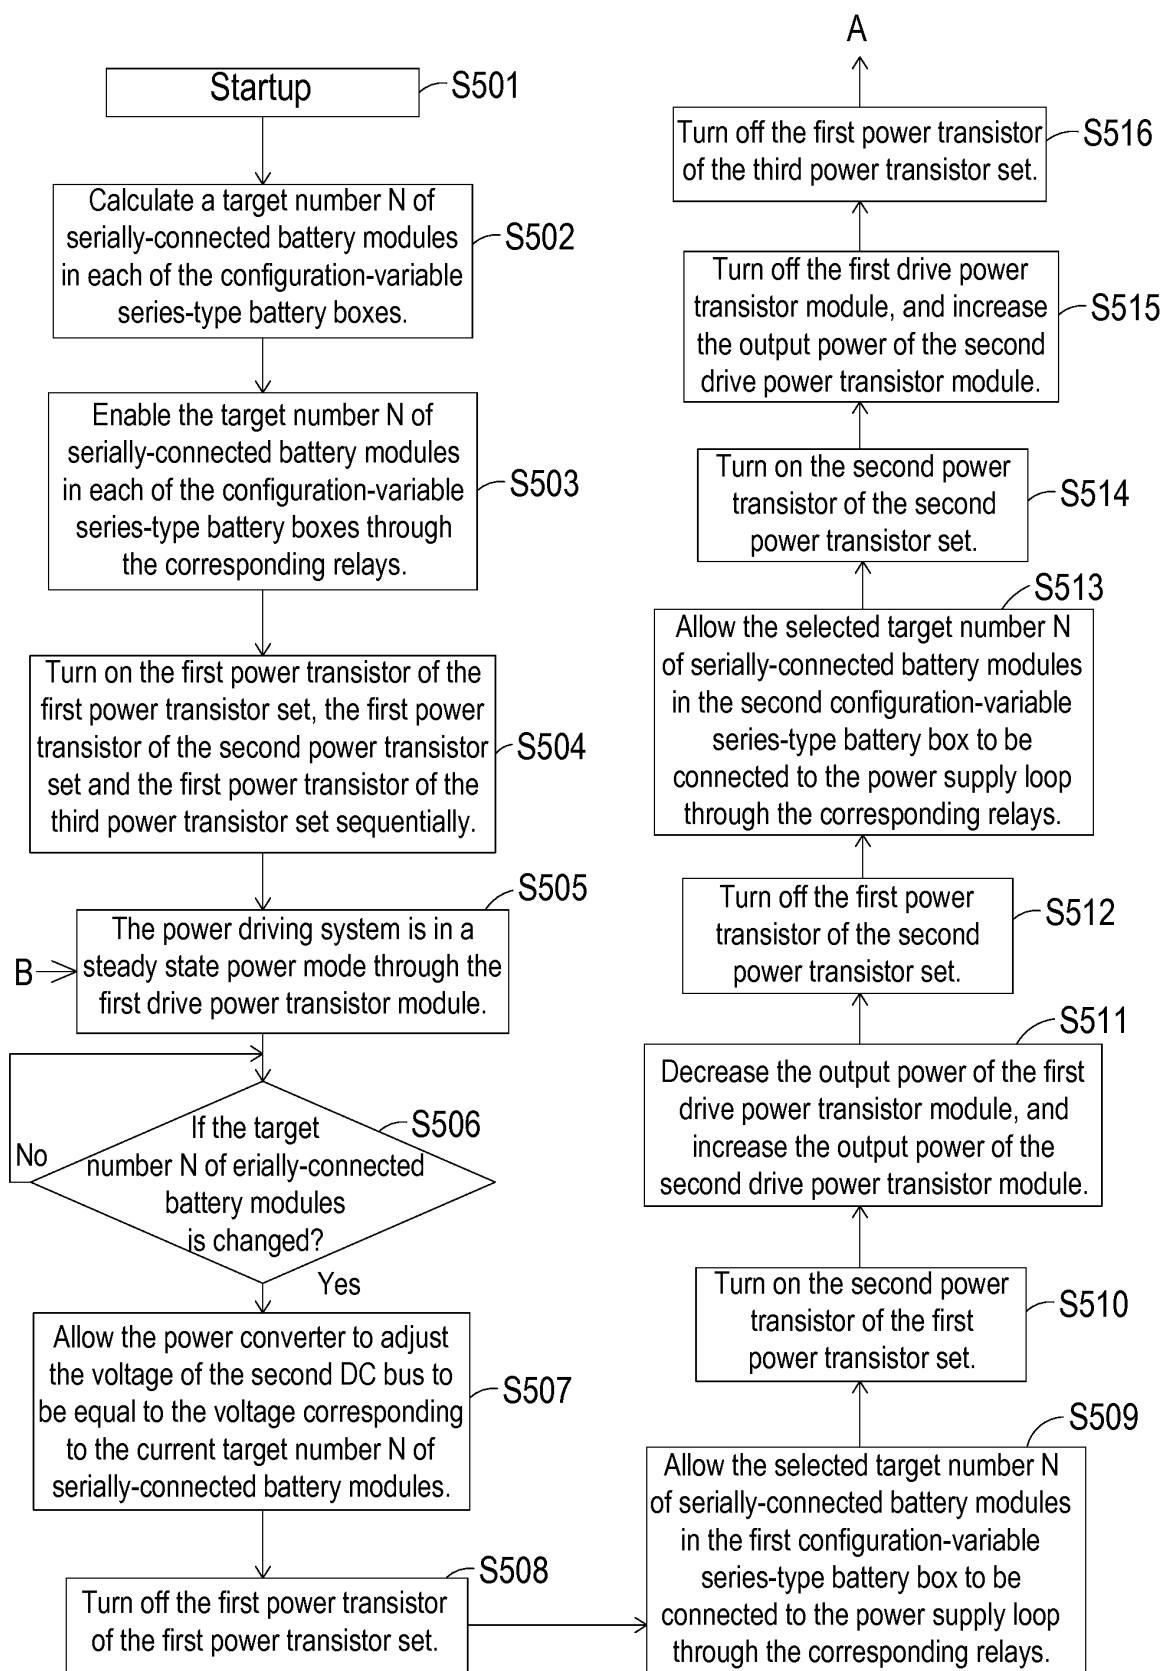 Startup
S501
Calculate a target number N of
serially-connected battery modules
in each of the configuration-variable
series-type battery boxes.
S502
Enable the target number N of
serially-connected battery modules
in each of the configuration-variable
series-type battery boxes through
the corresponding relays.
S503
Turn on the first power transistor of the
first power transistor set, the first power
transistor of the second power transistor
set and the first power transistor of the
third power transistor set sequentially.
S504
S505
The power driving system is in a
steady state power mode through the
first drive power transistor module.
B
If the target
number N of erially-connected
battery modules
is changed?
S506
No
Yes
Allow the power converter to adjust
the voltage of the second DC bus to
be equal to the voltage corresponding
to the current target number N of
serially-connected battery modules.
S507
S508
Turn off the first power transistor
of the first power transistor set.
S509
Allow the selected target number N
of serially-connected battery modules
in the first configuration-variable
series-type battery box to be
connected to the power supply loop
through the corresponding relays.
Turn on the second power
transistor of the first
power transistor set.
S510
S511
Decrease the output power of the first
drive power transistor module, and
increase the output power of the
second drive power transistor module.
Turn off the first power
transistor of the second
power transistor set.
S512
S513
Allow the selected target number N
of serially-connected battery modules
in the second configuration-variable
series-type battery box to be
connected to the power supply loop
through the corresponding relays.
Turn on the second power
transistor of the second
power transistor set.
S514
Turn off the first drive power
transistor module, and increase
the output power of the second
drive power transistor module.
S515
Turn off the first power transistor
of the third power transistor set.
S516
A